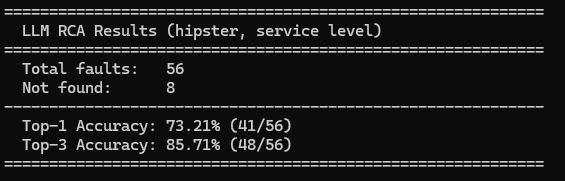 ============================================================
LLM RCA Results (hipster, service level)
============================================================
Total faults:   56
Not found:      8
------------------------------------------------------------
Top-1 Accuracy: 73.21% (41/56)
Top-3 Accuracy: 85.71% (48/56)
============================================================